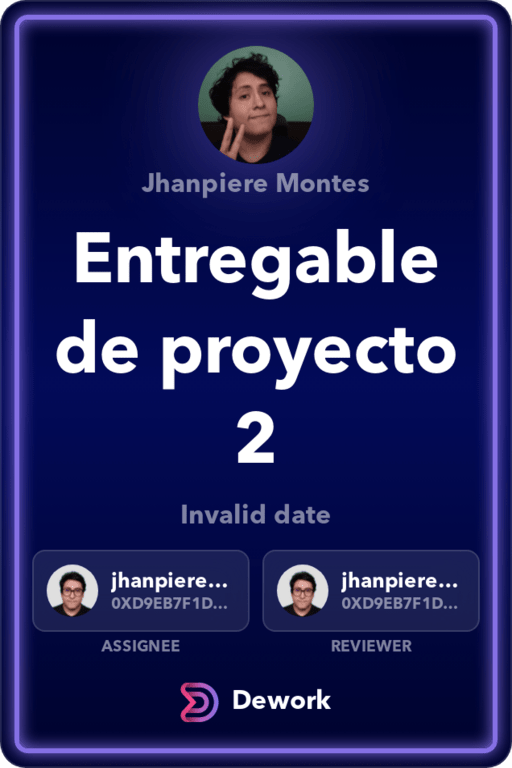 Jhanpiere Montes
Entregable
de proyecto
2
Invalid date
jhanpiere...
0XD9EB7F1D...
jhanpiere...
0XD9EB7F1D...
ASSIGNEE
REVIEWER
Dework